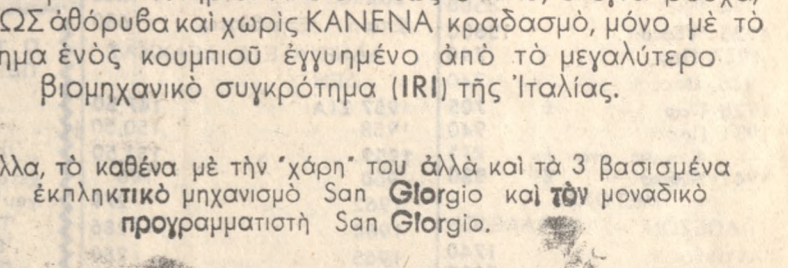 ΩΣ ἀθόρυβα καὶ χωρὶς ΚΑΝΕΝΑ κραδασμὸ, μόνο μὲ τὸ
ημα ἑνὸς κουμπιοῦ ἐγγυημένο ἀπὸ τὸ μεγαλύτερο
βιομηχανικὸ συγκρότημα (IRI) τῆς Ἰταλίας.
λλα, τὸ καθένα μὲ τὴν "χάρη" του ἀλλὰ καὶ τὰ 3 βασισμένα
ἐκπληκτικὸ μηχανισμὸ San GIorgio καὶ τὸν μοναδικὸ
προγραμματιστὴ San GIorgio.